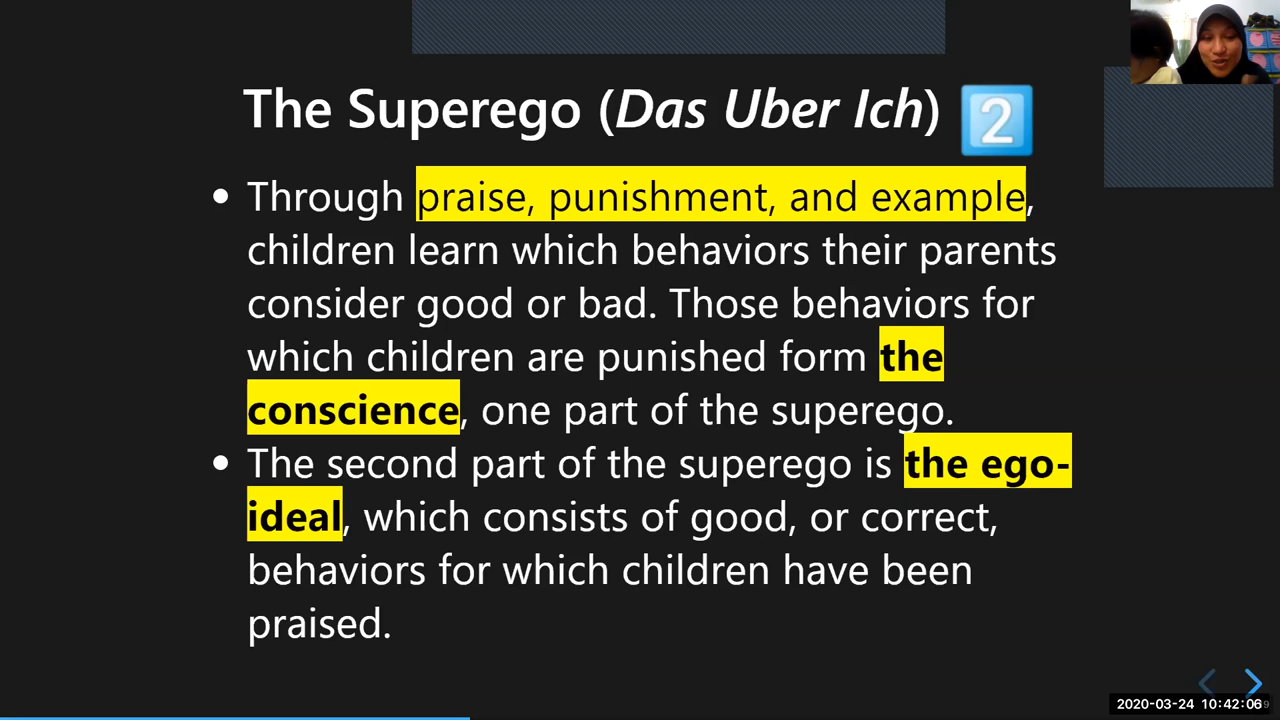 The Superego (Das Uber Ich) 2
• Through praise, punishment, and example,
children learn which behaviors their parents
consider good or bad. Those behaviors for
which children are punished form the
conscience, one part of the superego.
• The second part of the superego is the ego-
ideal, which consists of good, or correct,
behaviors for which children have been
praised.
2020-03-24 10:42:06